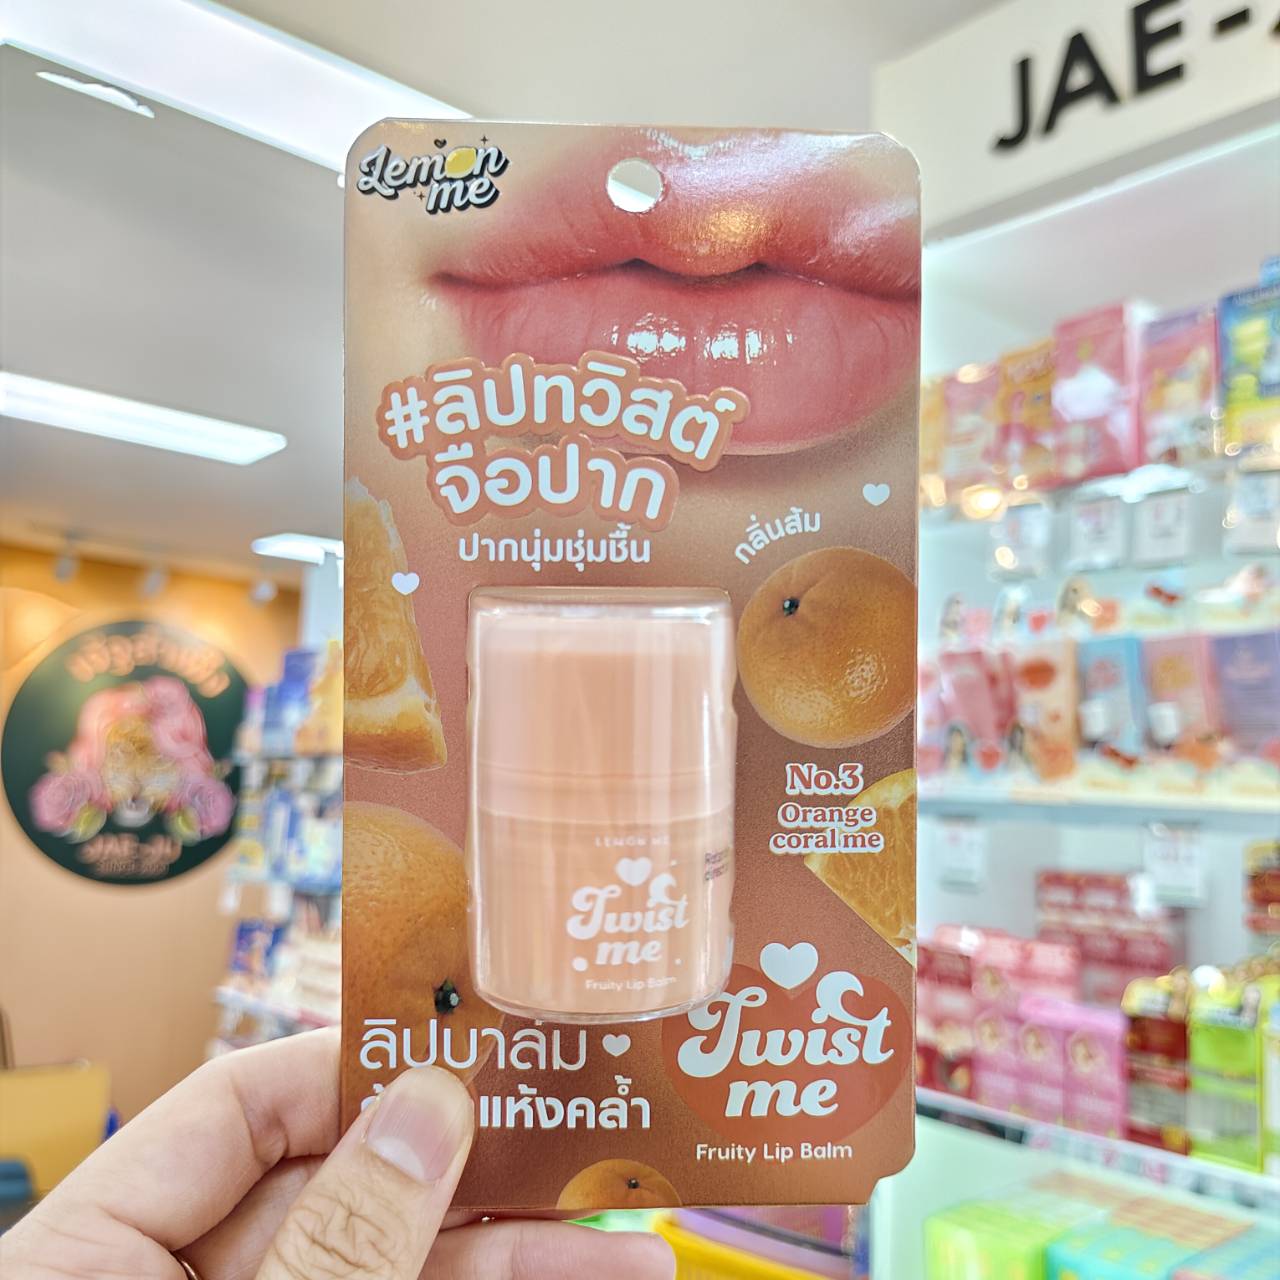 JAE-
Lemon
me
#ลิปทวิสต์
จือปาก
ปากนุ่มชุ่มชื้น
กลิ่นส้ม
No.3
Orange
coral me
LEMON ME
Twist
me
Fruity Lip Balm
ลิปบาล์ม
แห้งคล้ำ
Twist
me
Fruity Lip Balm
JAE-JU